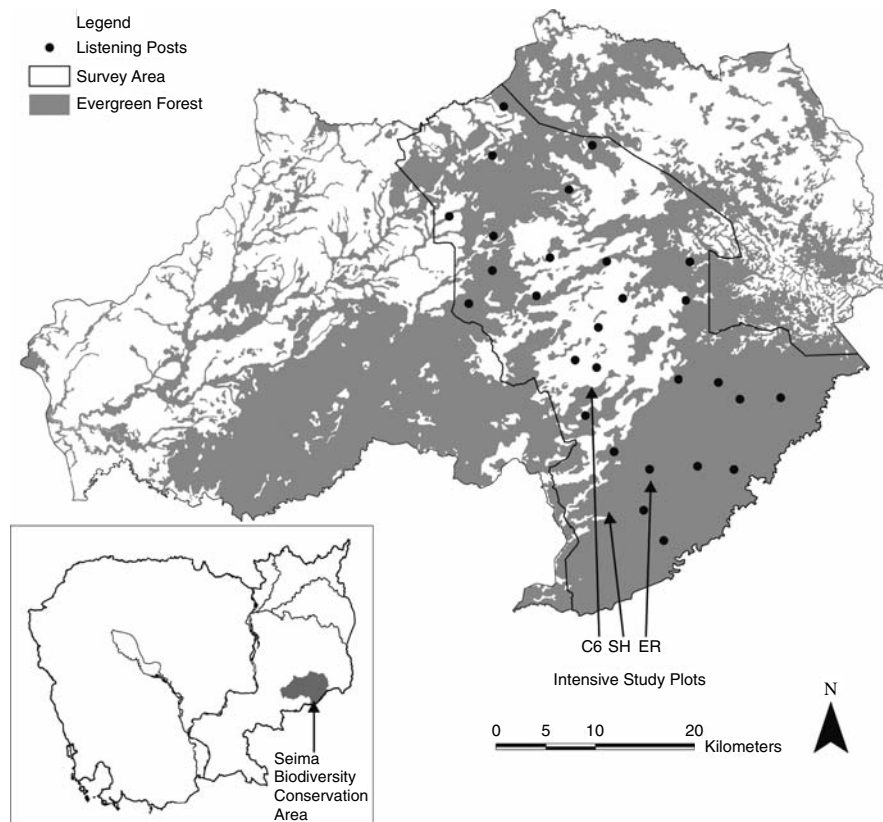 Legend
Listening Posts
Survey Area
Evergreen Forest
C6 SH ER
Intensive Study Plots
N
0 5 10 20
Kilometers
Seima
Biodiversity
Conservation
Area